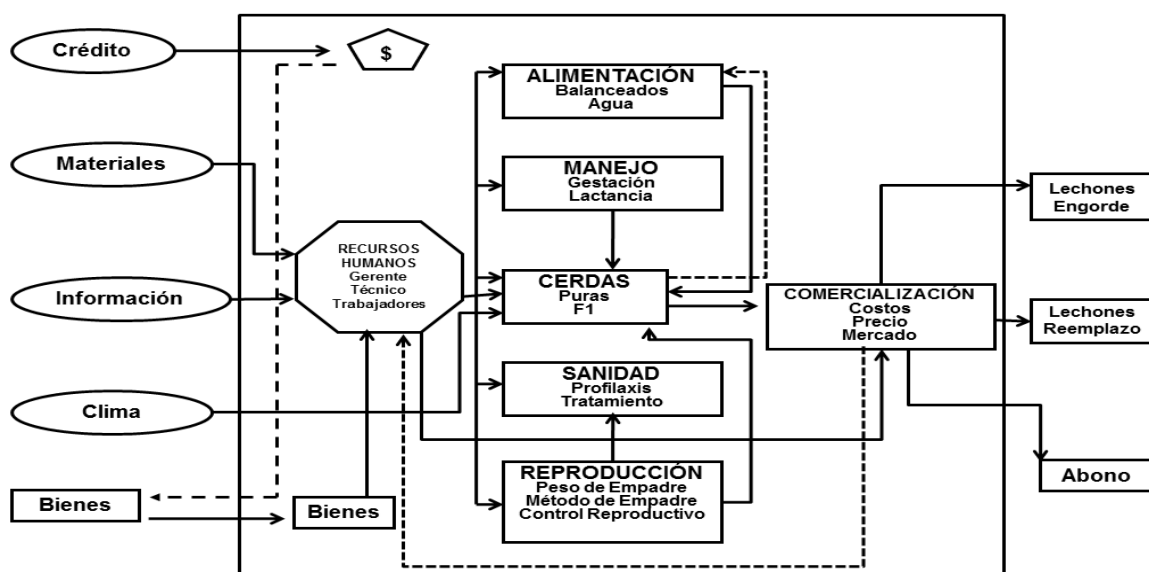 Crédito
$
Materiales
Información
Clima
Bienes
Bienes
RECURSOS
HUMANOS
Gerente
Técnico
Trabajadores
ALIMENTACIÓN
Balanceados
Agua
MANEJO
Gestación
Lactancia
CERDAS
Puras
F1
SANIDAD
Profilaxis
Tratamiento
REPRODUCCIÓN
Peso de Empadre
Método de Empadre
Control Reproductivo
COMERCIALIZACIÓN
Costos
Precio
Mercado
Lechones
Engorde
Lechones
Reemplazo
Abono